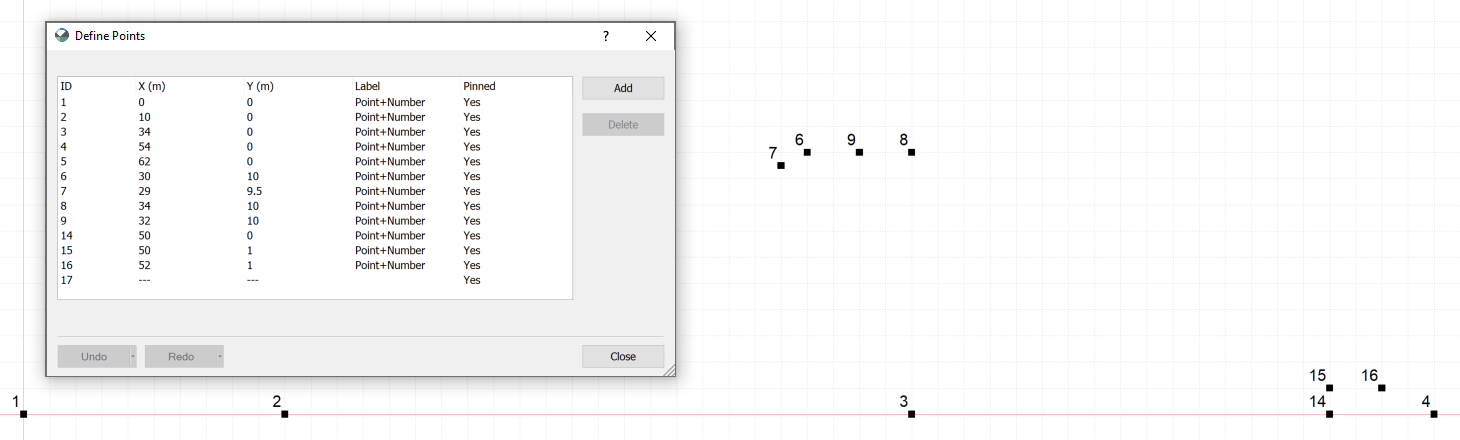 Define Points ?
ID X (m) Y (m) Label Pinned
1 0 0 Point+Number Yes
2 10 0 Point+Number Yes
3 34 0 Point+Number Yes
4 54 0 Point+Number Yes
5 62 0 Point+Number Yes
6 30 10 Point+Number Yes
7 29 9.5 Point+Number Yes
8 34 10 Point+Number Yes
9 32 10 Point+Number Yes
14 50 0 Point+Number Yes
15 50 1 Point+Number Yes
16 52 1 Point+Number Yes
17 --- --- Yes
Add
Delete
Undo Redo Close
7 6 9 8
15 16
1 2 3 14 4